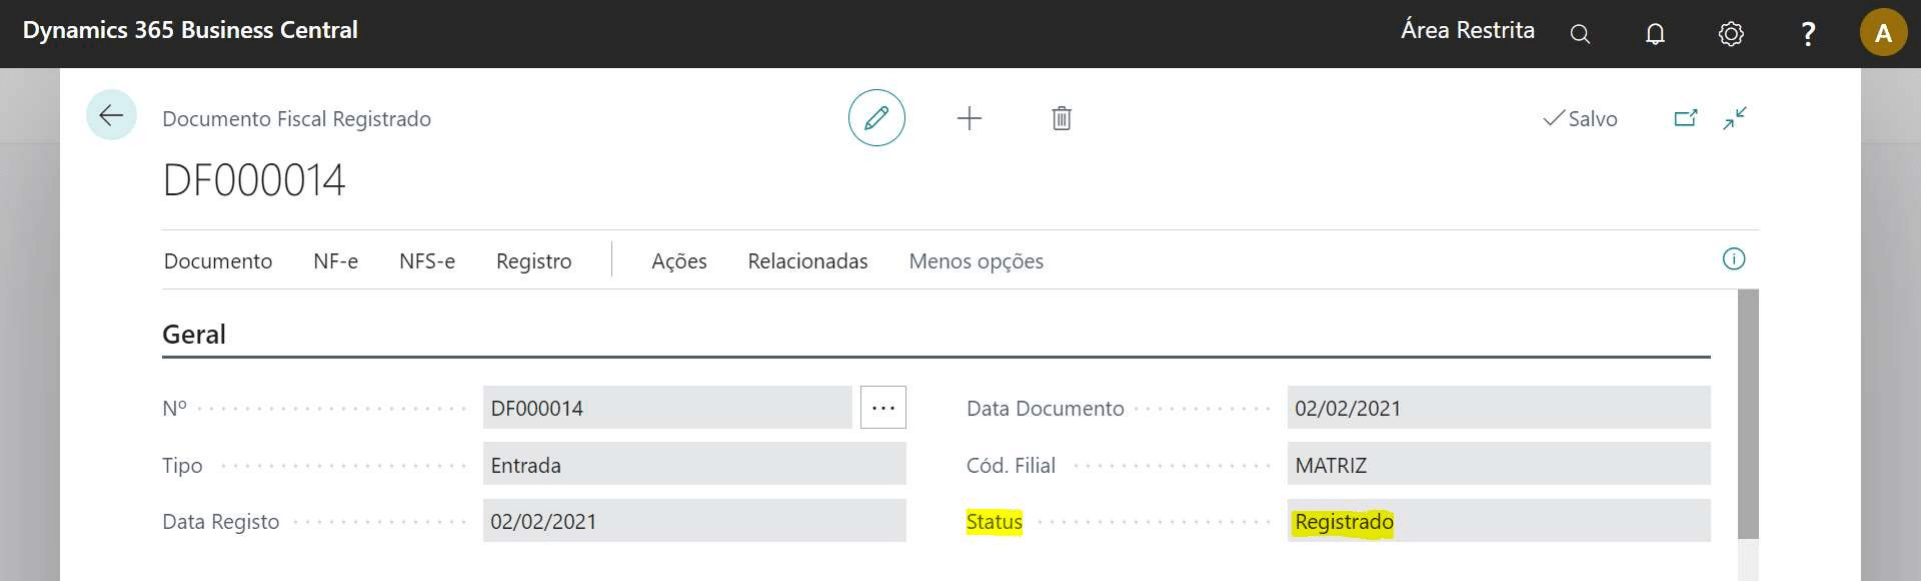 Dynamics 365 Business Central
Área Restrita
?
A
Documento Fiscal Registrado
Salvo
DF000014
Documento NF-e NFS-e Registro Ações Relacionadas Menos opções
Geral
Nº DF000014 ... Data Documento 02/02/2021
Tipo Entrada Cód. Filial MATRIZ
Data Registo 02/02/2021 Status Registrado